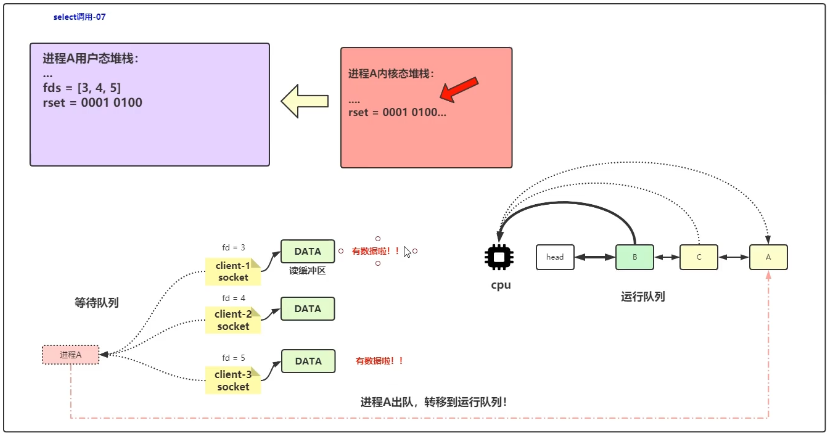 select调用-07
进程A用户态堆栈：
...
fds = [3, 4, 5]
rset = 0001 0100
进程A内核态堆栈：
....
rset = 0001 0100...
fd = 3
client-1
socket
DATA
读缓冲区
有数据啦！！
等待队列
fd = 4
client-2
socket
DATA
进程A
fd = 5
client-3
socket
DATA
有数据啦！！
cpu
head
B
C
A
运行队列
进程A出队，转移到运行队列！